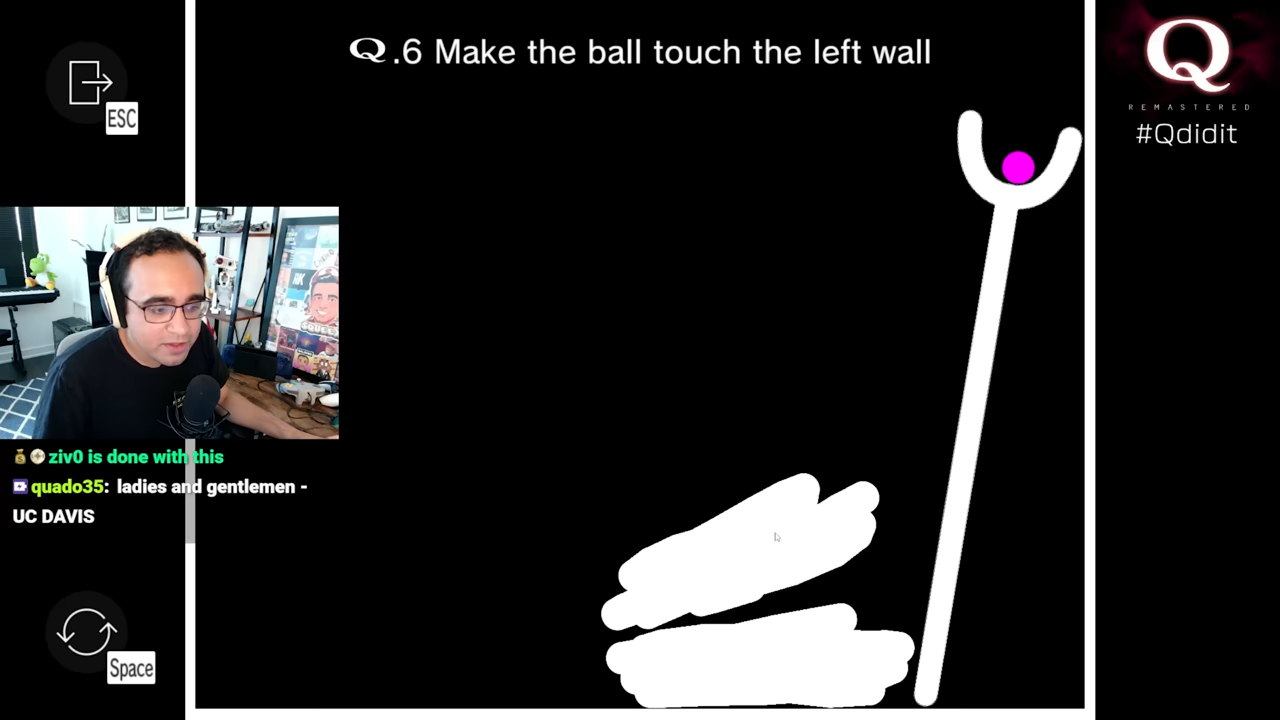 Q.6 Make the ball touch the left wall
ESC
Q
REMASTERED
#Qdidit
ziv0 is done with this
quado35: ladies and gentlemen -
UC DAVIS
Space